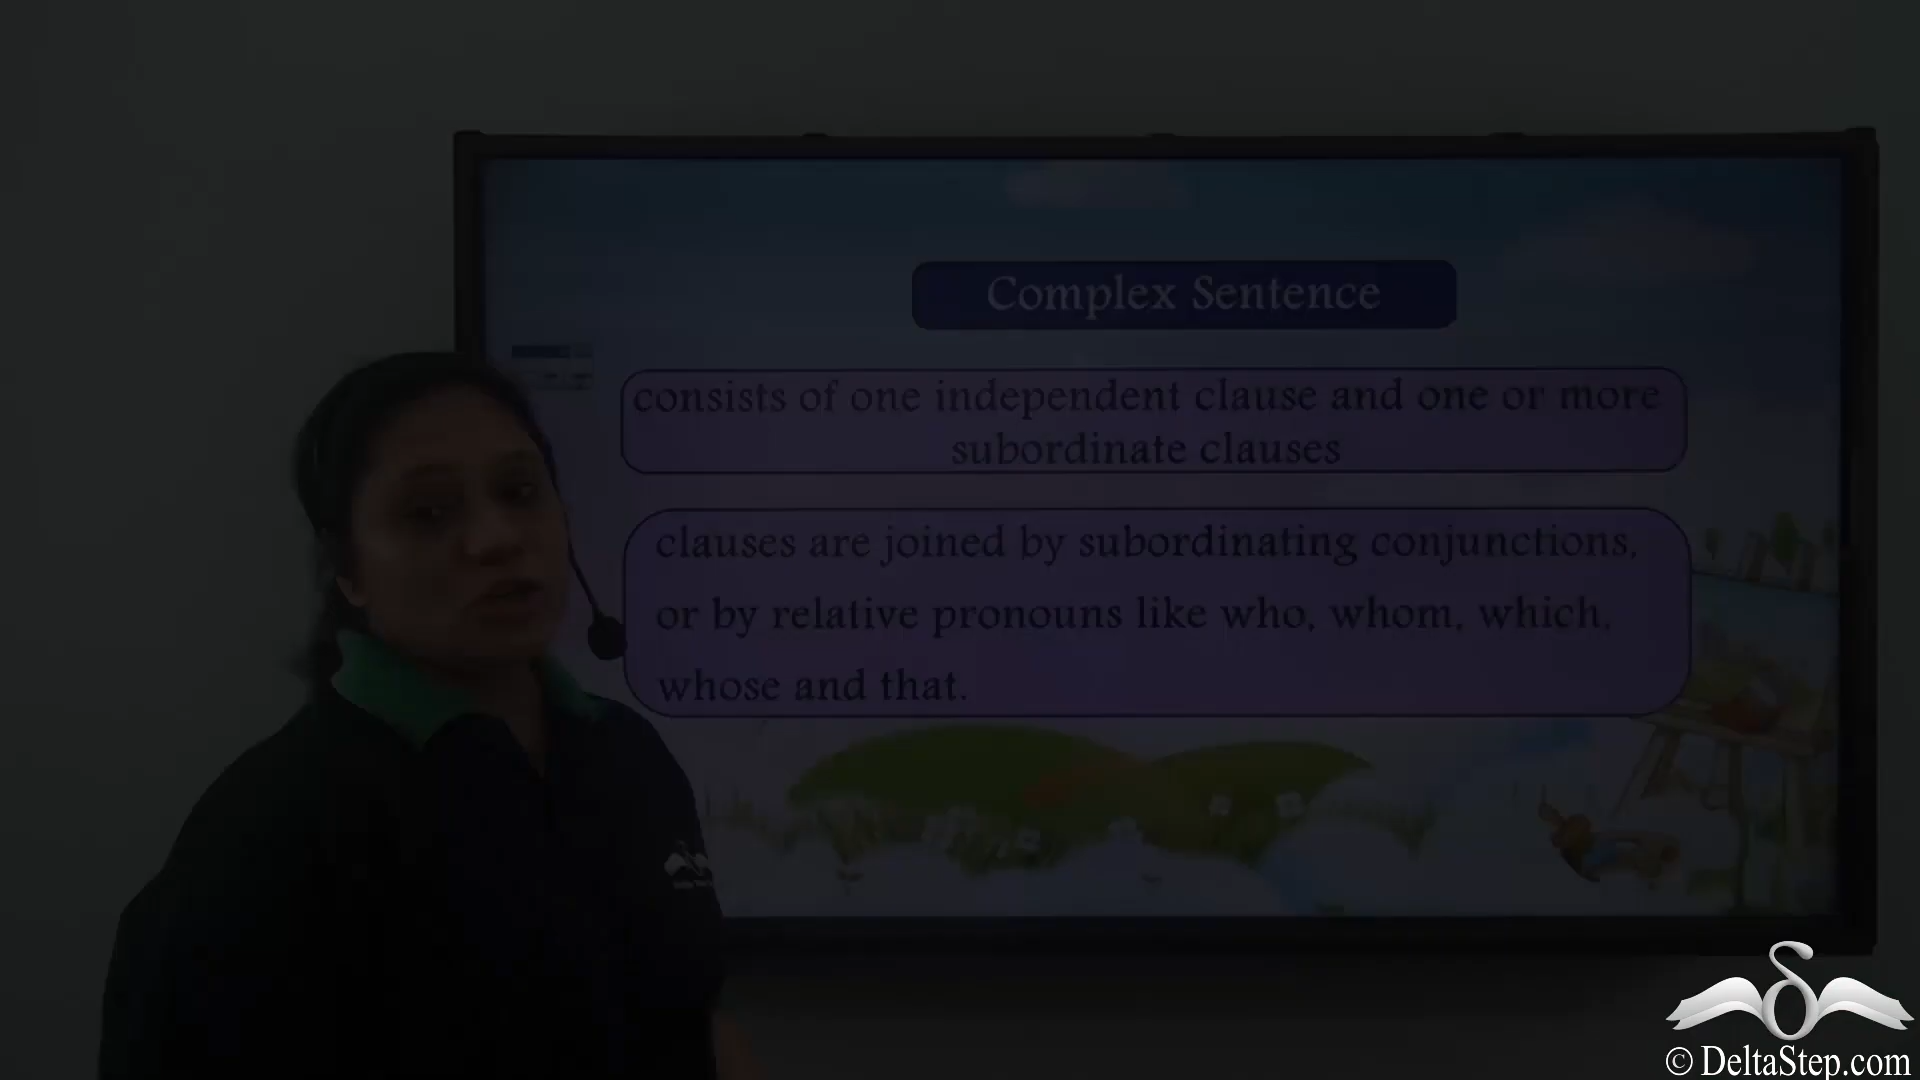 Complex Sentence
consists of one independent clause and one or more
subordinate clauses
clauses are joined by subordinating conjunctions,
or by relative pronouns like who, whom, which,
whose and that.
© DeltaStep.com